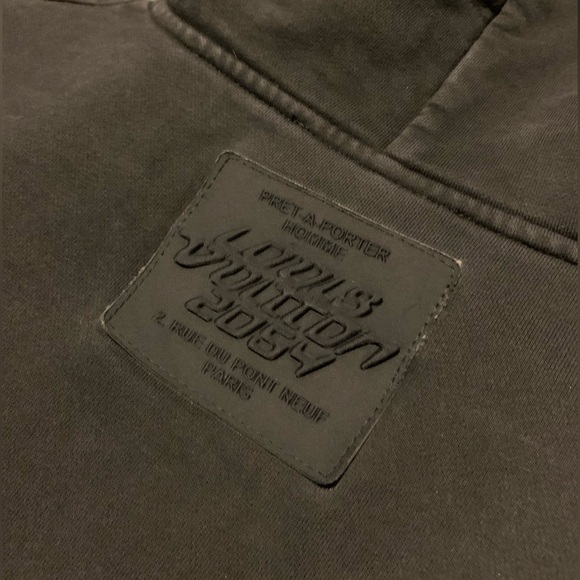 PRET-A-PORTER
HOMME
LOUIS
VUITTON
2054
2. RUE DU PONT NEUF
PARIS